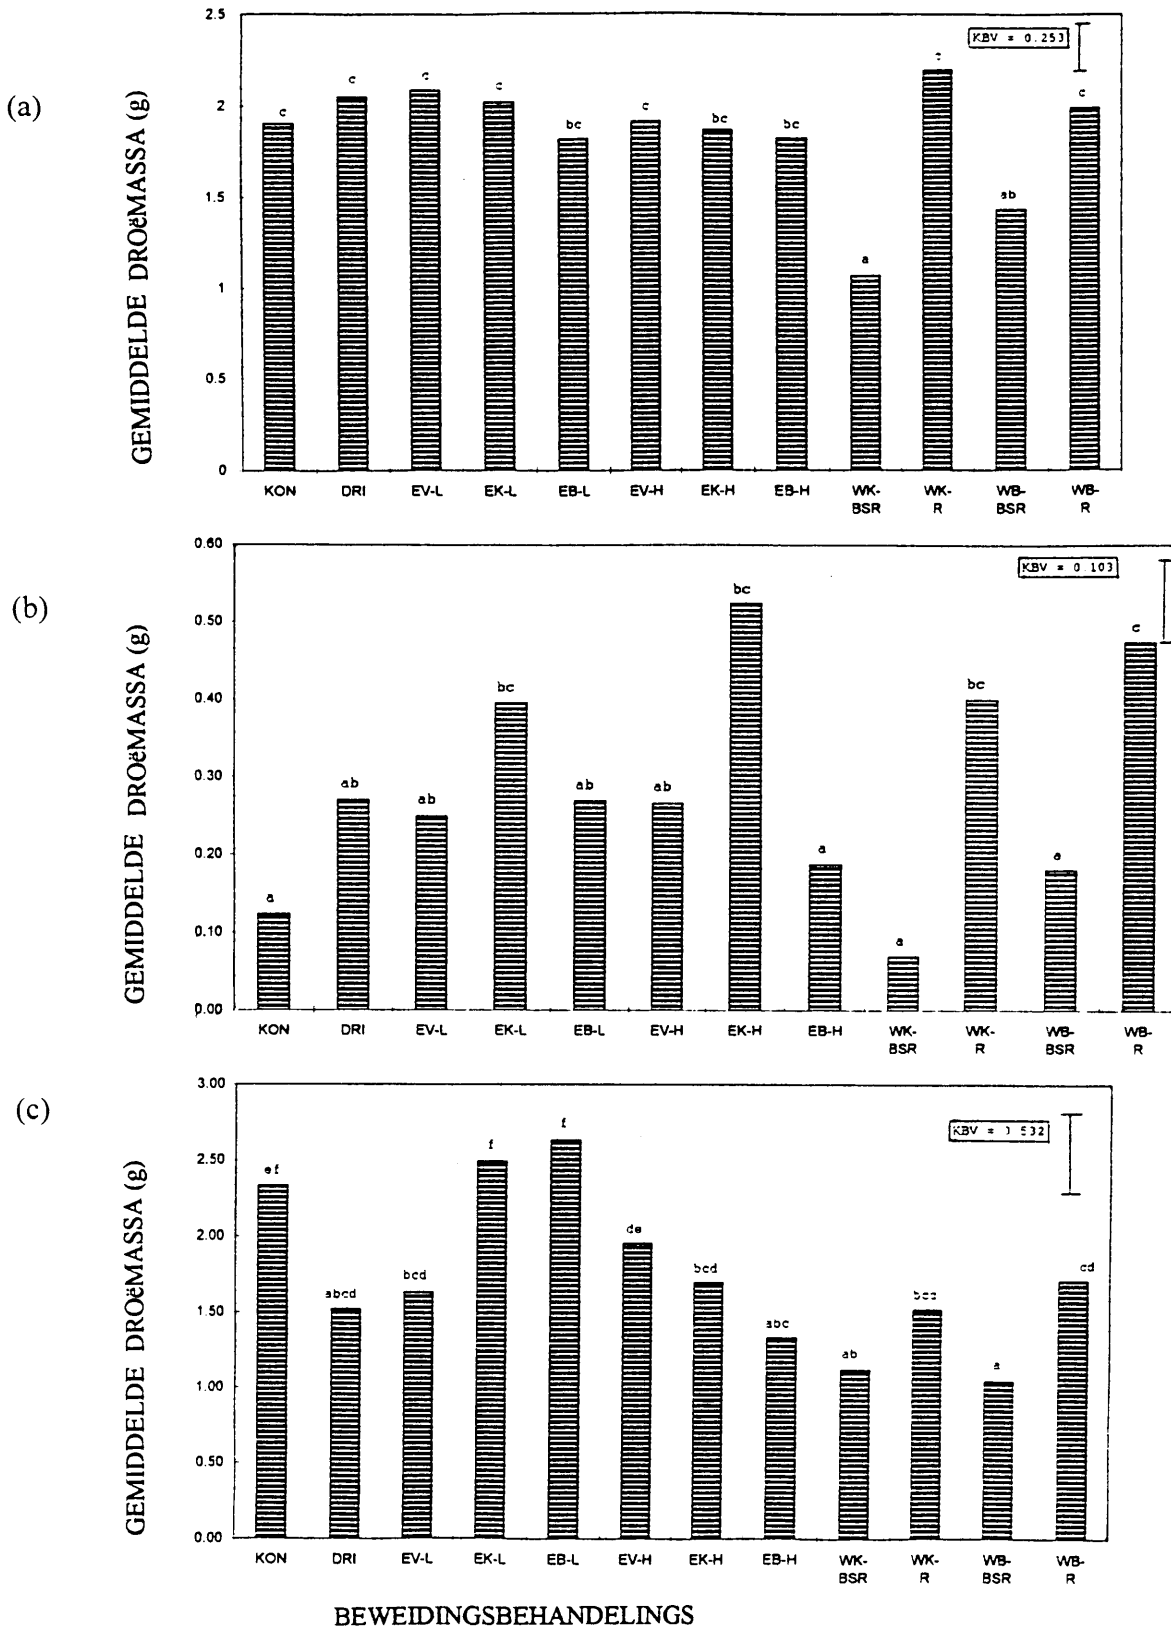 (a)
GEMIDDELDE DROëMASSA (g)
2.5
2
1.5
1
0.5
0
KBV = 0.253
c c c c bc c bc bc a c ab c
KON DRI EV-L EK-L EB-L EV-H EK-H EB-H WK-BSR WK-R WB-BSR WB-R
(b)
GEMIDDELDE DROëMASSA (g)
0.60
0.50
0.40
0.30
0.20
0.10
0.00
KBV = 0.103
a ab ab bc ab ab bc a a bc a c
KON DRI EV-L EK-L EB-L EV-H EK-H EB-H WK-BSR WK-R WB-BSR WB-R
(c)
GEMIDDELDE DROëMASSA (g)
3.00
2.50
2.00
1.50
1.00
0.50
0.00
KBV = 0.532
ef abcd bcd f f de bcd abc ab bcd a cd
KON DRI EV-L EK-L EB-L EV-H EK-H EB-H WK-BSR WK-R WB-BSR WB-R
BEWEIDINGSBEHANDELINGS